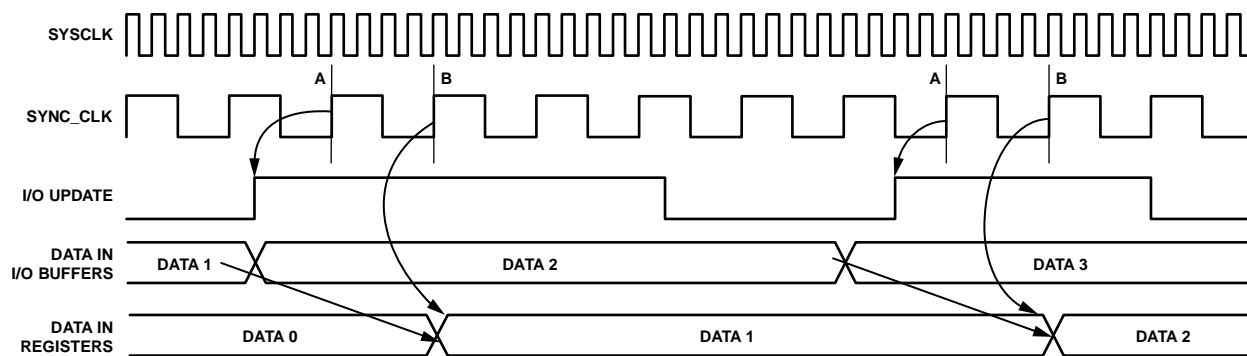 SYSCLK
A B A B
SYNC_CLK
I/O UPDATE
DATA IN
I/O BUFFERS
DATA 1 DATA 2 DATA 3
DATA IN
REGISTERS
DATA 0 DATA 1 DATA 2